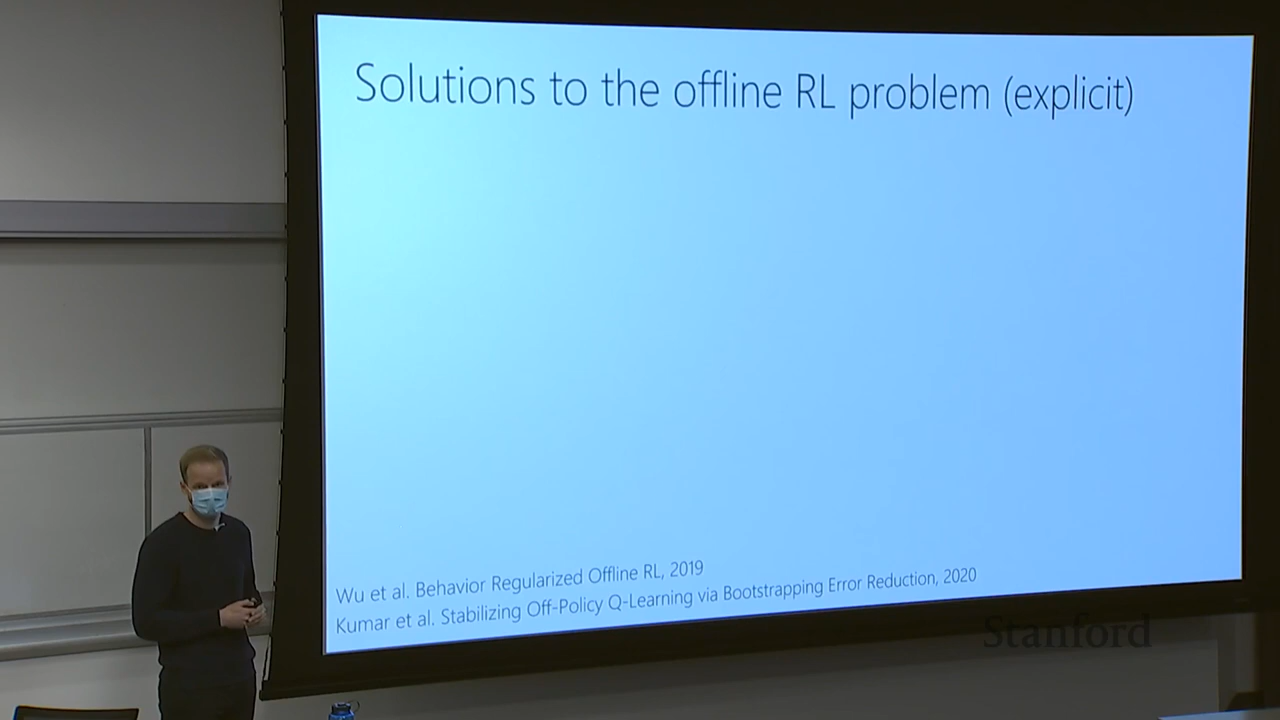 Solutions to the offline RL problem (explicit)
Wu et al. Behavior Regularized Offline RL, 2019
Kumar et al. Stabilizing Off-Policy Q-Learning via Bootstrapping Error Reduction, 2020
Stanford